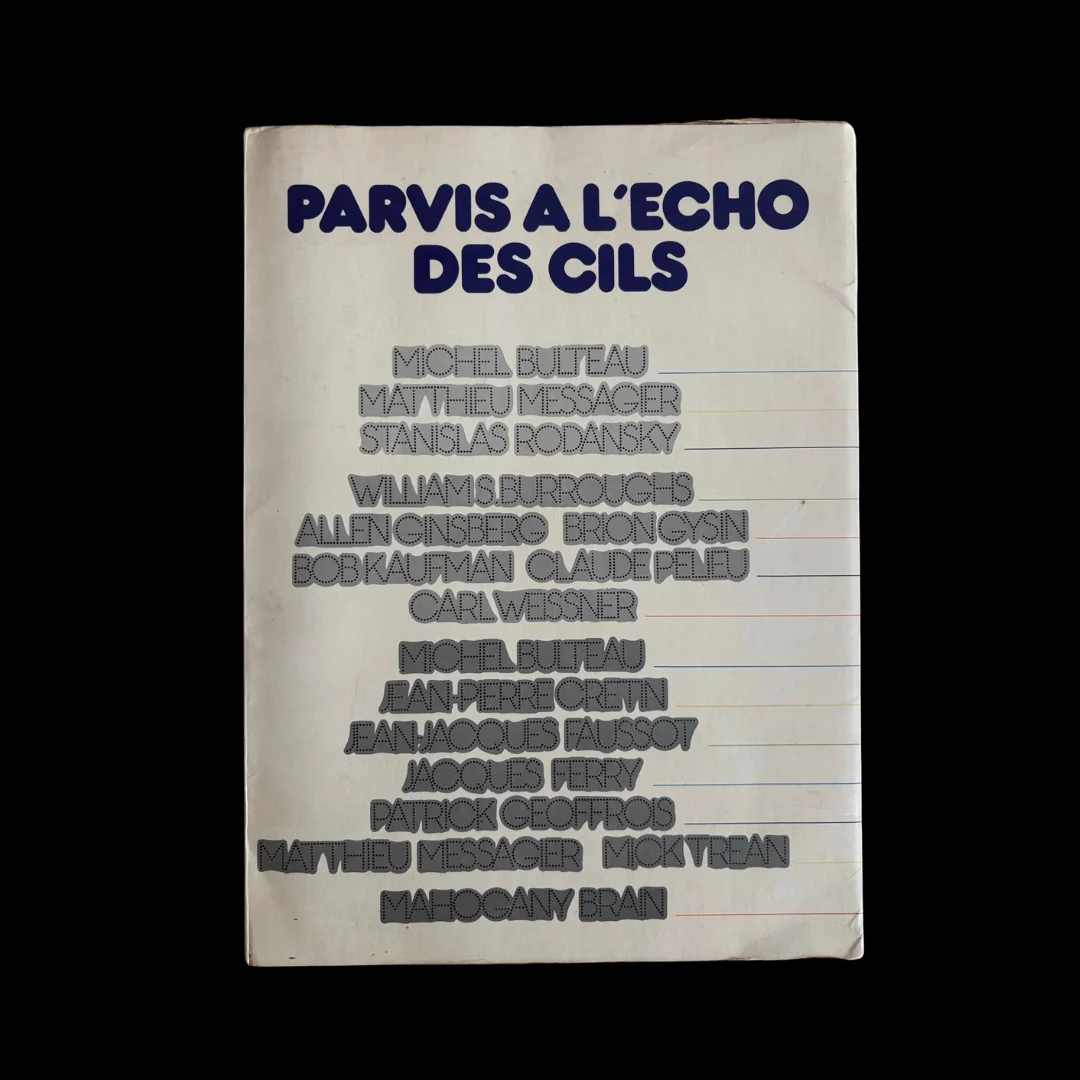 PARVIS A L'ECHO
DES CILS
MICHEL BULTEAU
MATTHIEU MESSAGIER
STANISLAS RODANSKY
WILLIAM S. BURROUGHS
ALLEN GINSBERG BRION GYSIN
BOB KAUFMAN CLAUDE PELIEU
CARL WEISSNER
MICHEL BULTEAU
JEAN-PIERRE CRETIN
JEAN-JACQUES FAUSSOT
JACQUES FERRY
PATRICK GEOFFROIS
MATTHIEU MESSAGIER MICK TREAN
MAHOGANY BRAIN